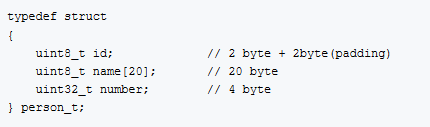 typedef struct
{
    uint8_t id;             // 2 byte + 2byte(padding)
    uint8_t name[20];       // 20 byte
    uint32_t number;        // 4 byte
} person_t;